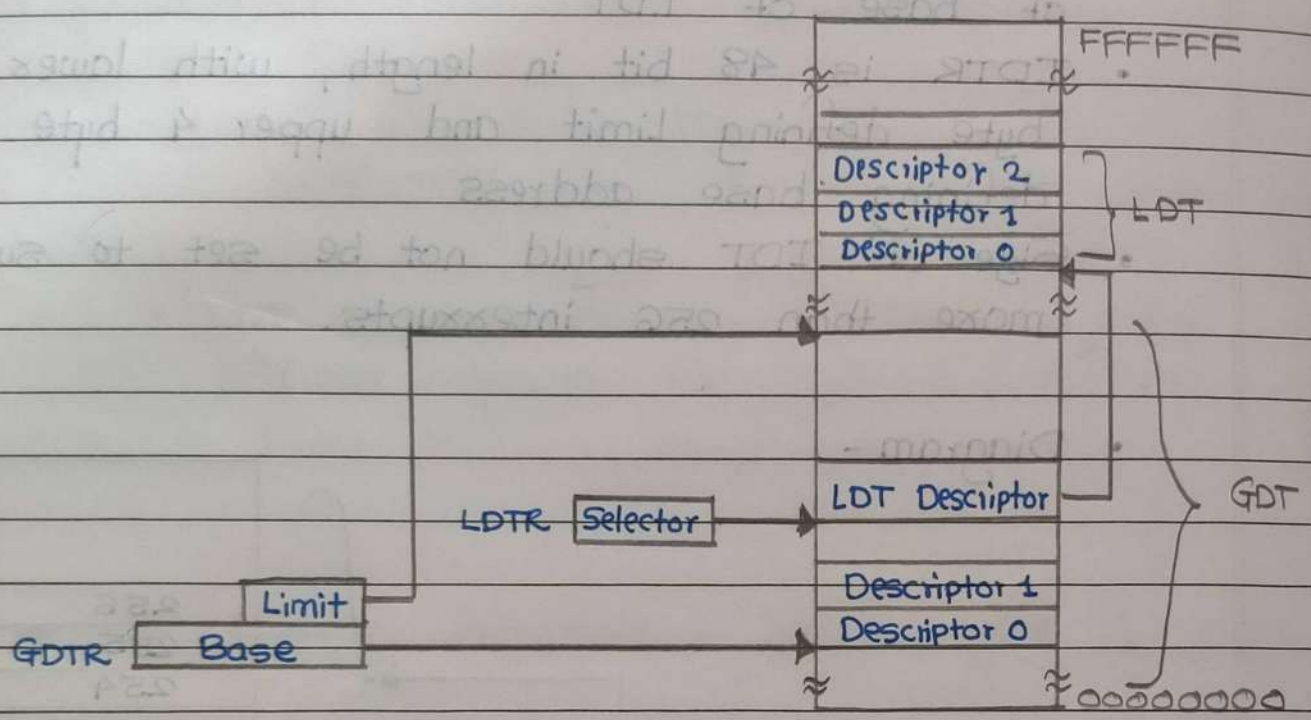 FFFFFF
Descriptor 2
Descriptor 1
LDT
Descriptor 0
LDTR Selector
LDT Descriptor
GDT
Limit
Descriptor 1
GDTR Base
Descriptor 0
00000000